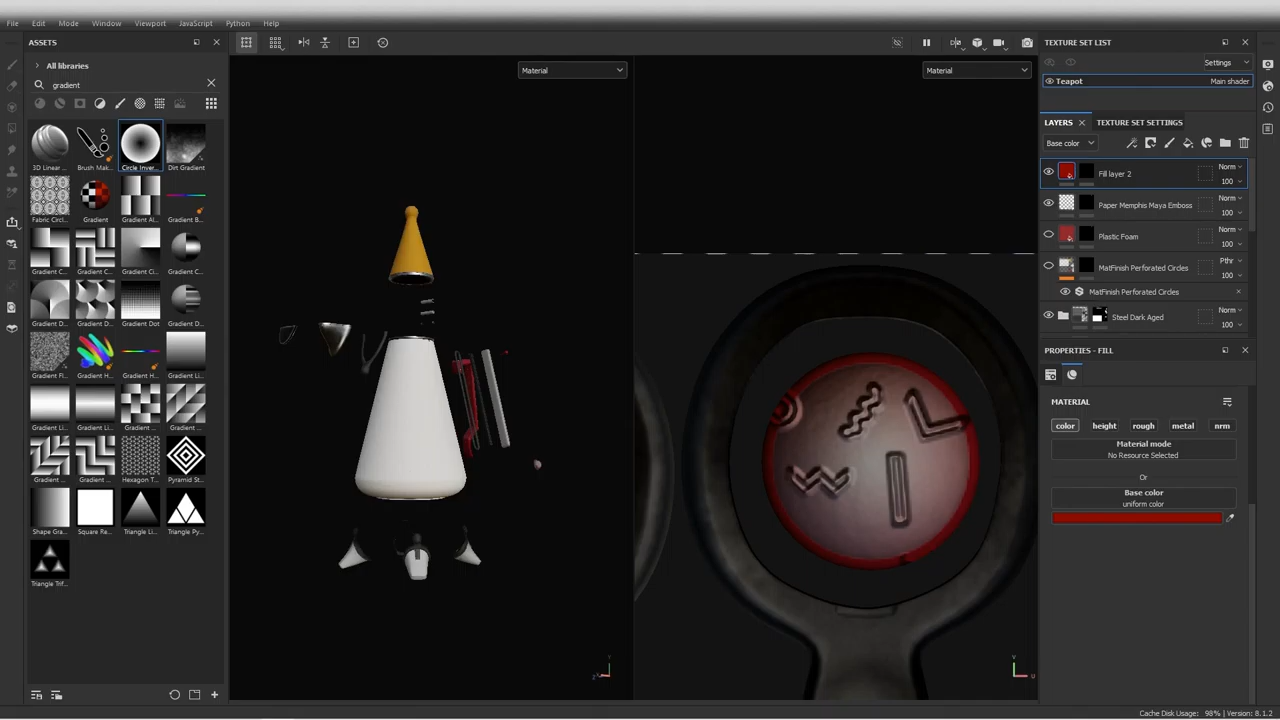 File Edit Mode Window Viewport JavaScript Python Help
ASSETS
All libraries
gradient
3D Linear ... Brush Mak... Circle Inver... Dirt Gradient
Fabric Circl... Gradient Gradient Al... Gradient B...
Gradient C... Gradient C... Gradient Ci... Gradient C...
Gradient D... Gradient D... Gradient Dot Gradient D...
Gradient Fl... Gradient H... Gradient H... Gradient Li...
Gradient Li... Gradient Li... Gradient ... Gradient ...
Gradient ... Gradient ... Hexagon T... Pyramid St...
Shape Gra... Square Re... Triangle Li... Triangle Py...
Triangle Trif...
Material
Material
Y
Z
V
U
TEXTURE SET LIST
Settings
Teapot Main shader
LAYERS TEXTURE SET SETTINGS
Base color
Fill layer 2 Norm
100
Paper Memphis Maya Emboss Norm
100
Plastic Foam Norm
100
MatFinish Perforated Circles Pthr
100
MatFinish Perforated Circles
Steel Dark Aged Norm
100
PROPERTIES - FILL
MATERIAL
color height rough metal nrm
Material mode
No Resource Selected
Or
Base color
uniform color
Cache Disk Usage: 98% | Version: 8.1.2